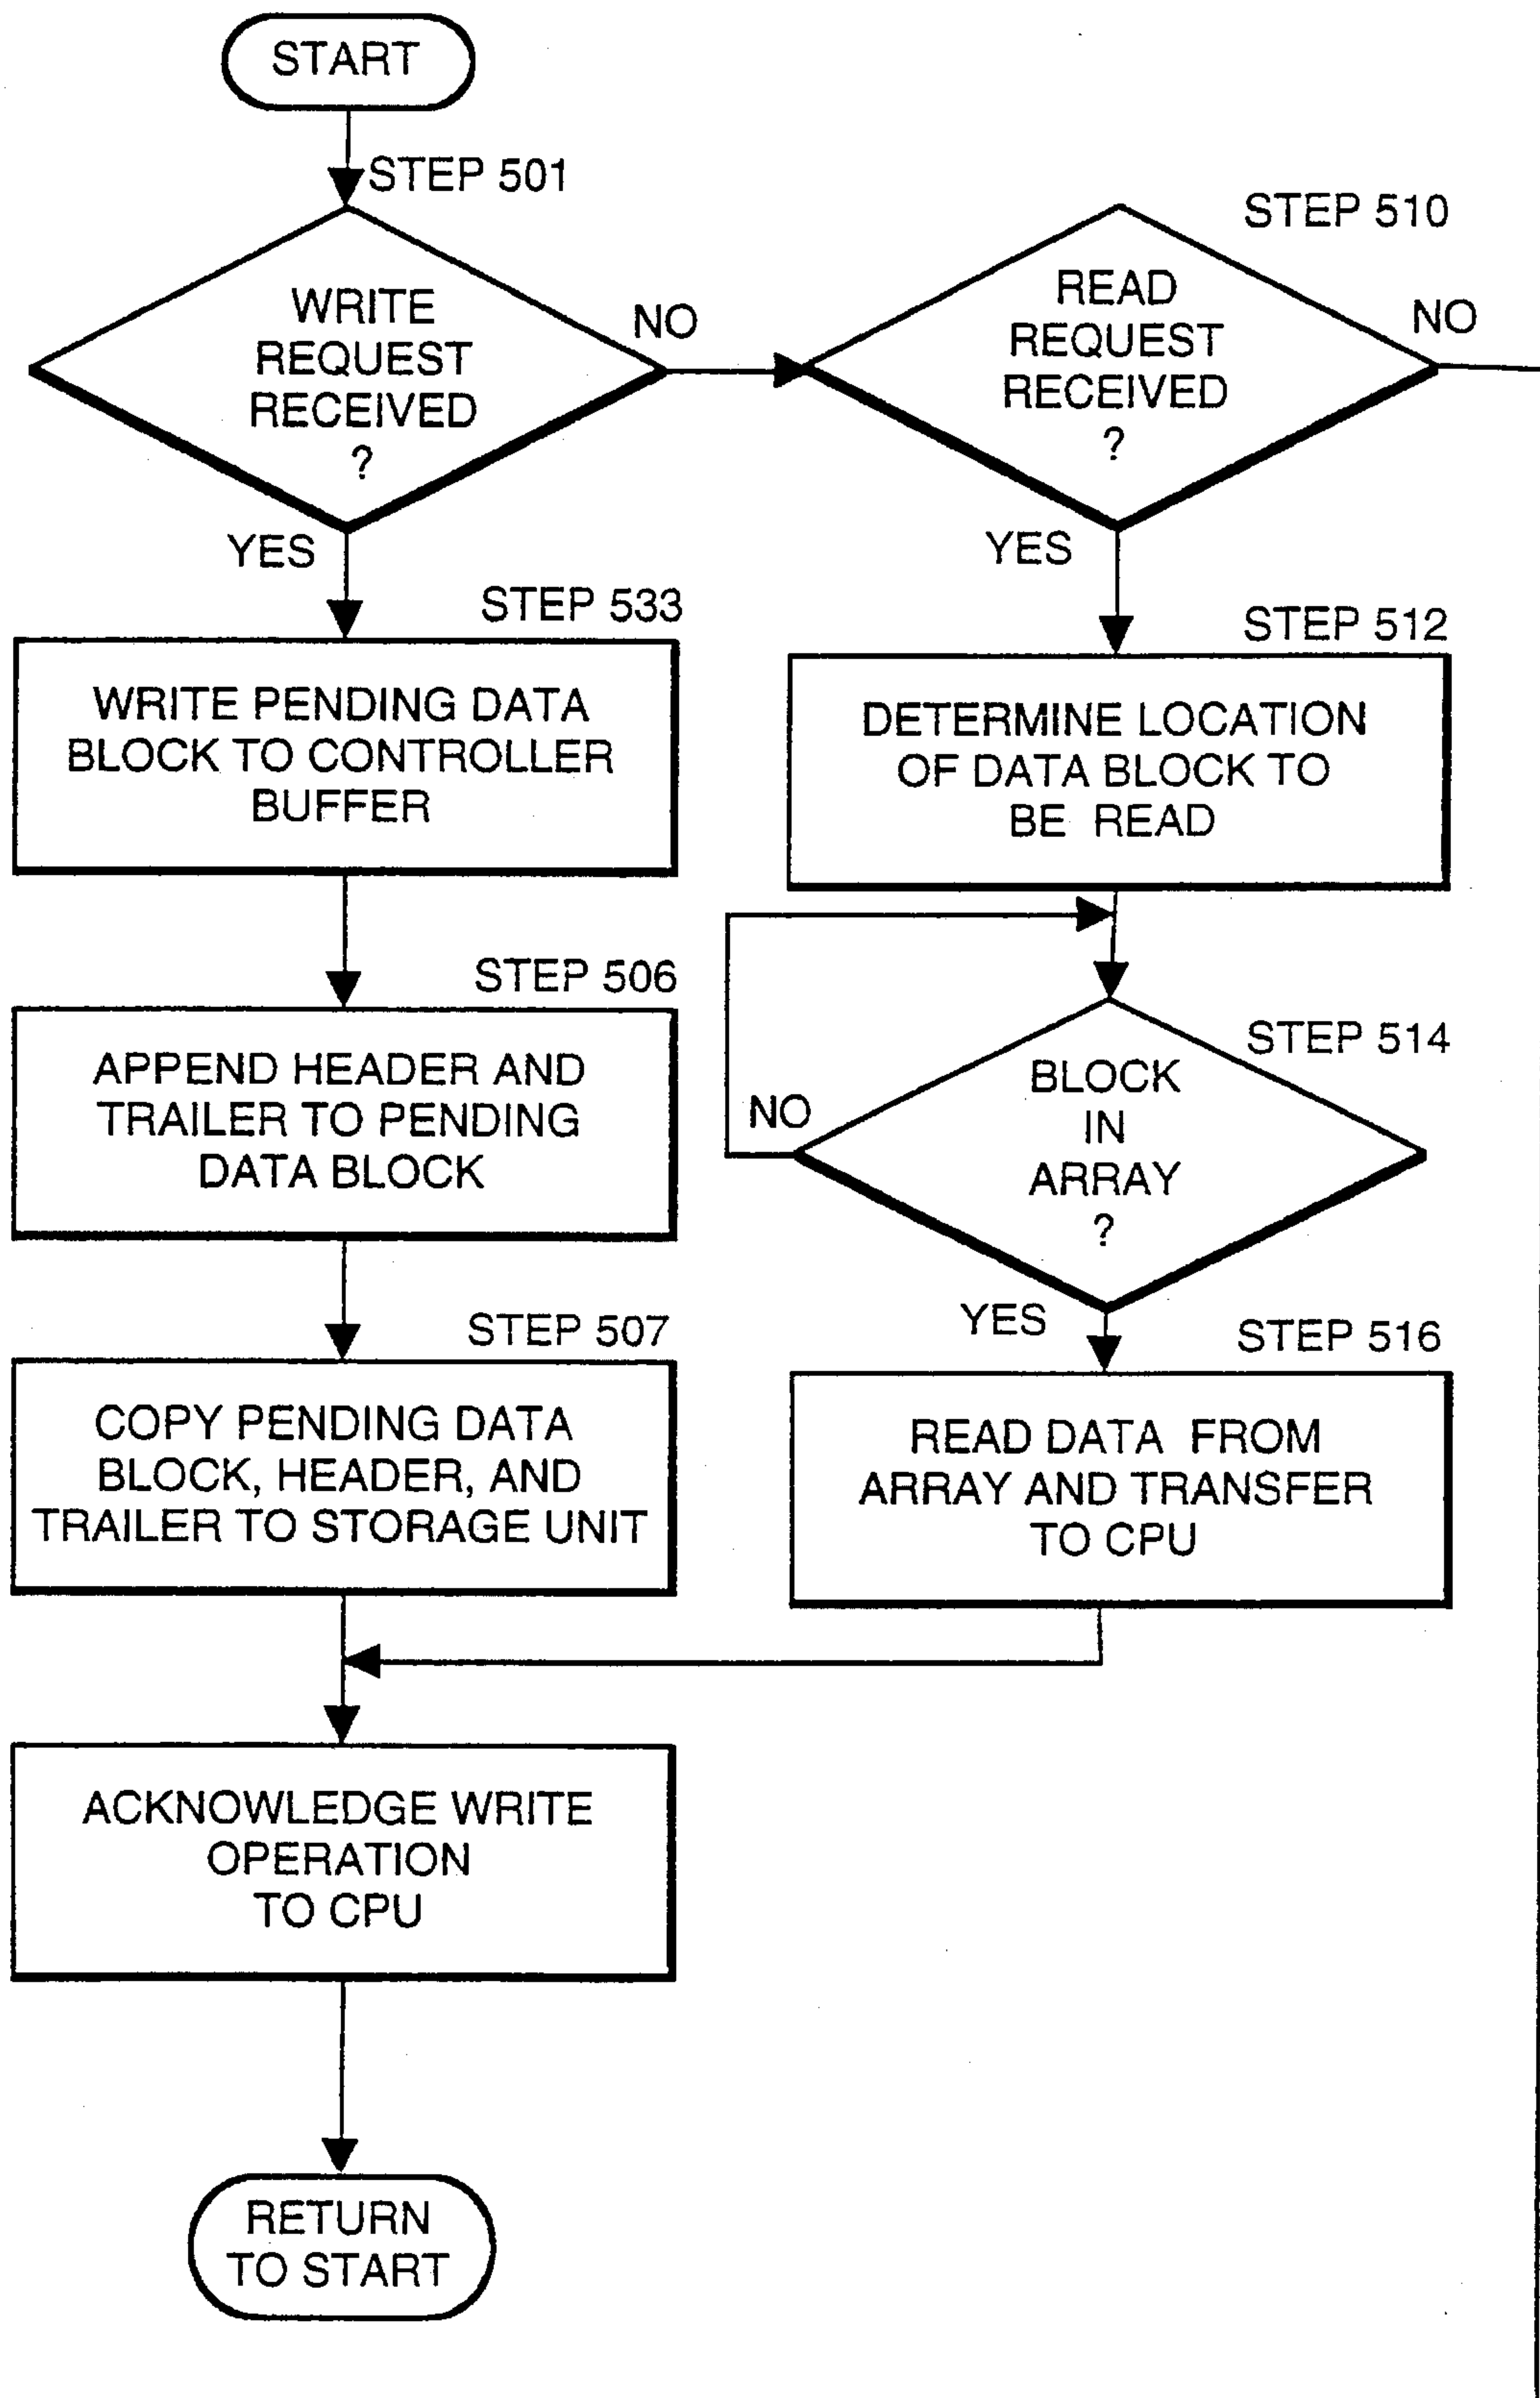 START
STEP 501
WRITE
REQUEST
RECEIVED
?
NO
YES
STEP 533
WRITE PENDING DATA
BLOCK TO CONTROLLER
BUFFER
STEP 506
APPEND HEADER AND
TRAILER TO PENDING
DATA BLOCK
STEP 507
COPY PENDING DATA
BLOCK, HEADER, AND
TRAILER TO STORAGE UNIT
ACKNOWLEDGE WRITE
OPERATION
TO CPU
RETURN
TO START
STEP 510
READ
REQUEST
RECEIVED
?
NO
YES
STEP 512
DETERMINE LOCATION
OF DATA BLOCK TO
BE READ
STEP 514
BLOCK
IN
ARRAY
?
NO
YES
STEP 516
READ DATA FROM
ARRAY AND TRANSFER
TO CPU